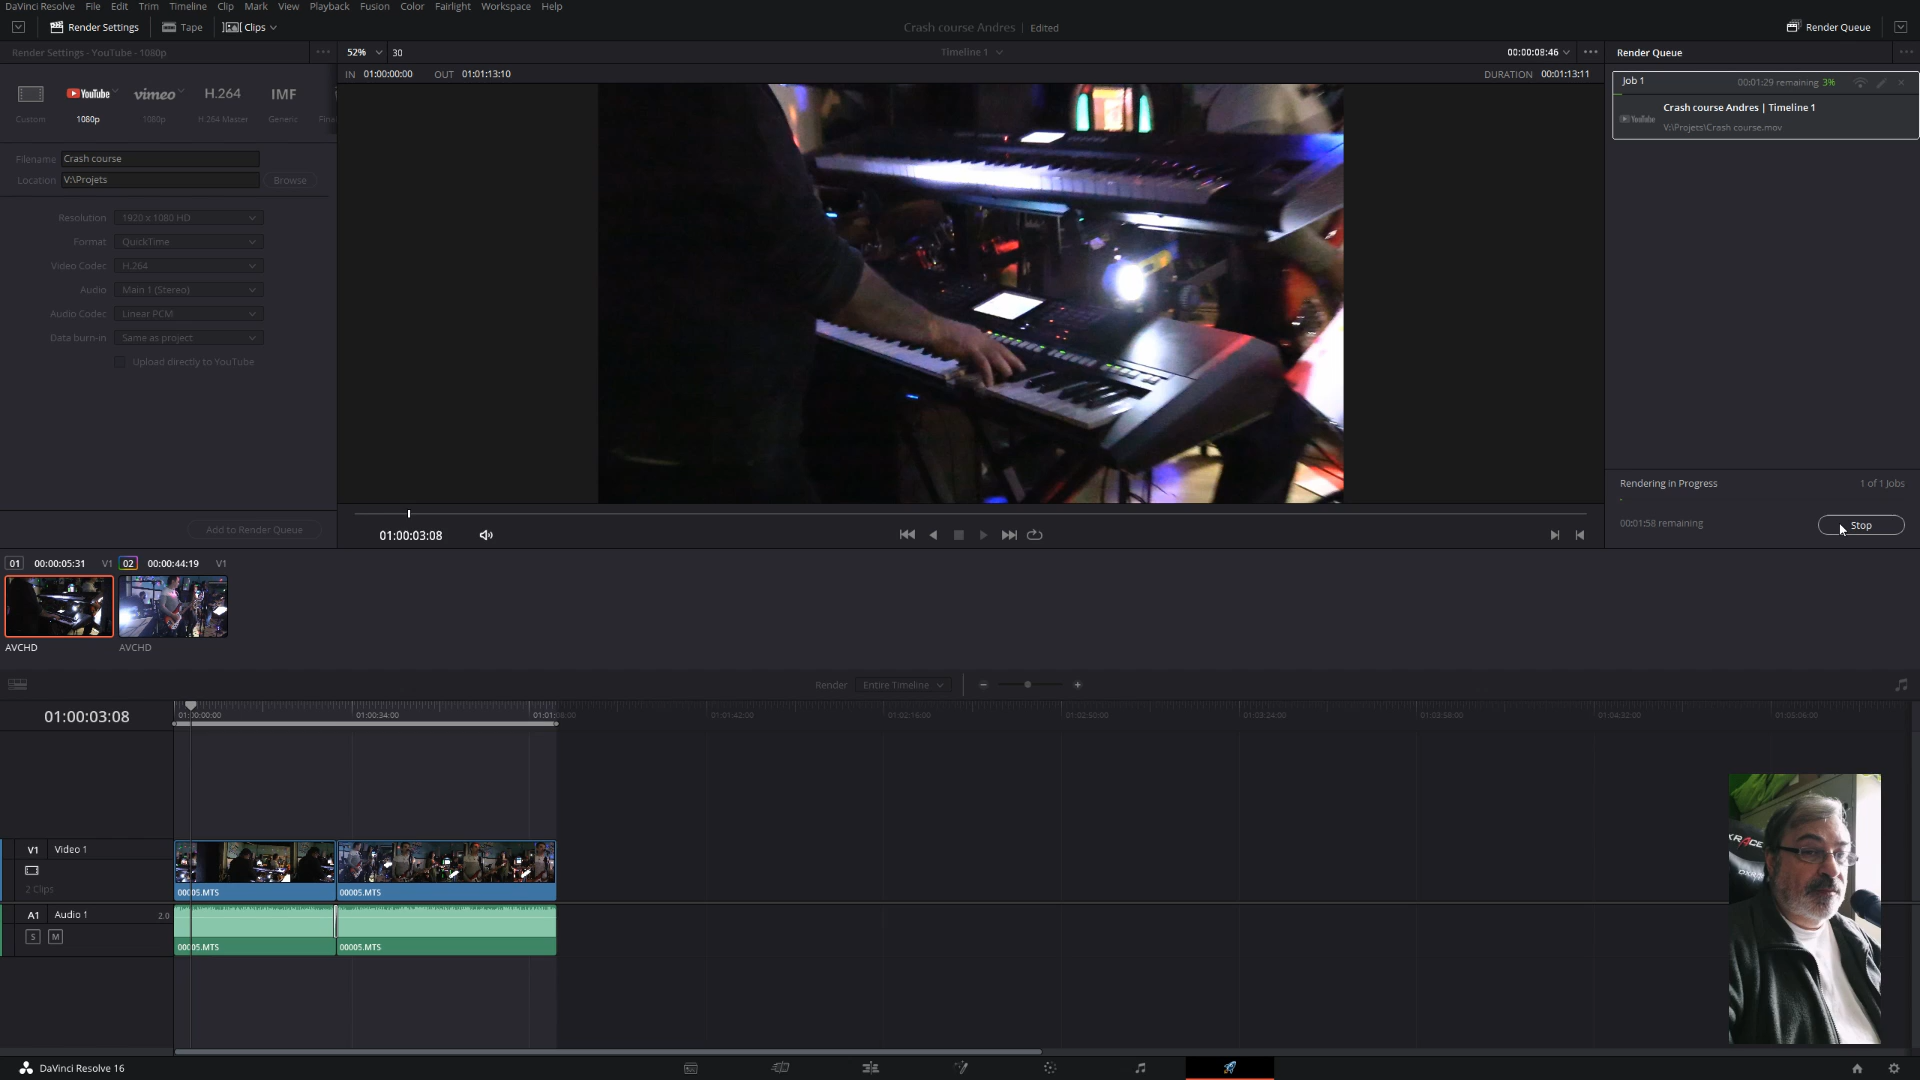 DaVinci Resolve File Edit Trim Timeline Clip Mark View Playback Fusion Color Fairlight Workspace Help
Render Settings Tape Clips Crash course Andres Edited Render Queue
Render Settings - YouTube - 1080p 52% 30 Timeline 1 00:00:08:46 Render Queue
IN 01:00:00:00 OUT 01:01:13:10 DURATION 00:01:13:11
Job 1 00:01:29 remaining 3%
YouTube vimeo H.264 IMF
Custom 1080p 1080p H.264 Master Generic Fina
Crash course Andres | Timeline 1
YouTube
V:\Projets\Crash course.mov
Filename Crash course
Location V:\Projets Browse
Resolution 1920 x 1080 HD
Format QuickTime
Video Codec H.264
Audio Main 1 (Stereo)
Audio Codec Linear PCM
Data burn-in Same as project
Upload directly to YouTube
Rendering in Progress 1 of 1 Jobs
00:01:58 remaining Stop
Add to Render Queue
01:00:03:08
01 00:00:05:31 V1 02 00:00:44:19 V1
AVCHD AVCHD
Render Entire Timeline
01:00:03:08 01:00:00:00 01:00:34:00 01:01:08:00 01:01:42:00 01:02:16:00 01:02:50:00 01:03:24:00 01:03:58:00 01:04:32:00 01:05:06:00
V1 Video 1
2 Clips
00005.MTS 00005.MTS
A1 Audio 1 2.0
S M
00005.MTS 00005.MTS
DaVinci Resolve 16